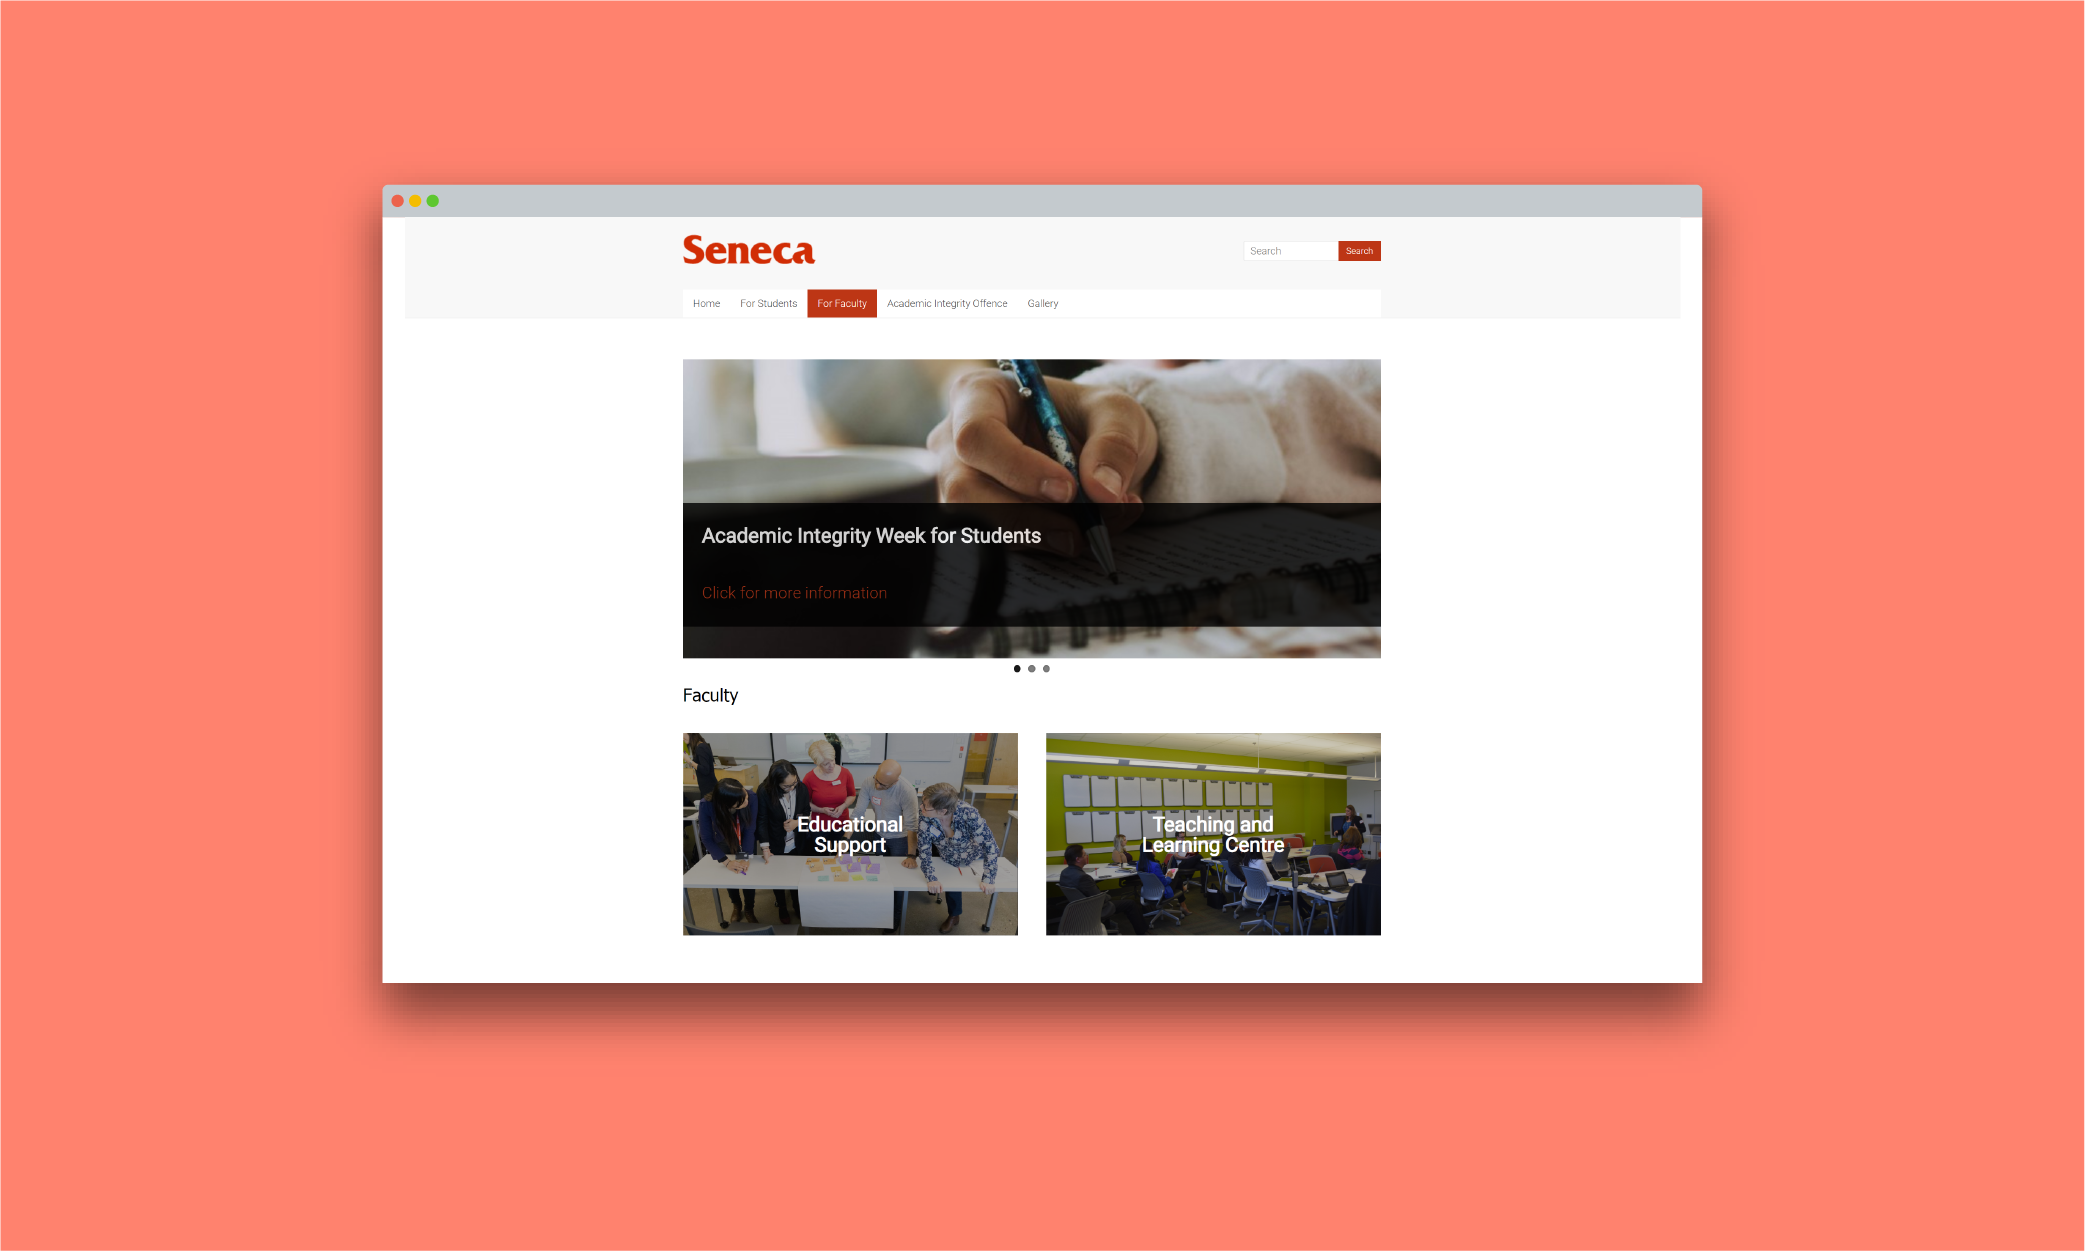 Seneca
Search
Search
Home
For Students
For Faculty
Academic Integrity Offence
Gallery
Academic Integrity Week for Students
Click for more information
Faculty
Educational
Support
Teaching and
Learning Centre